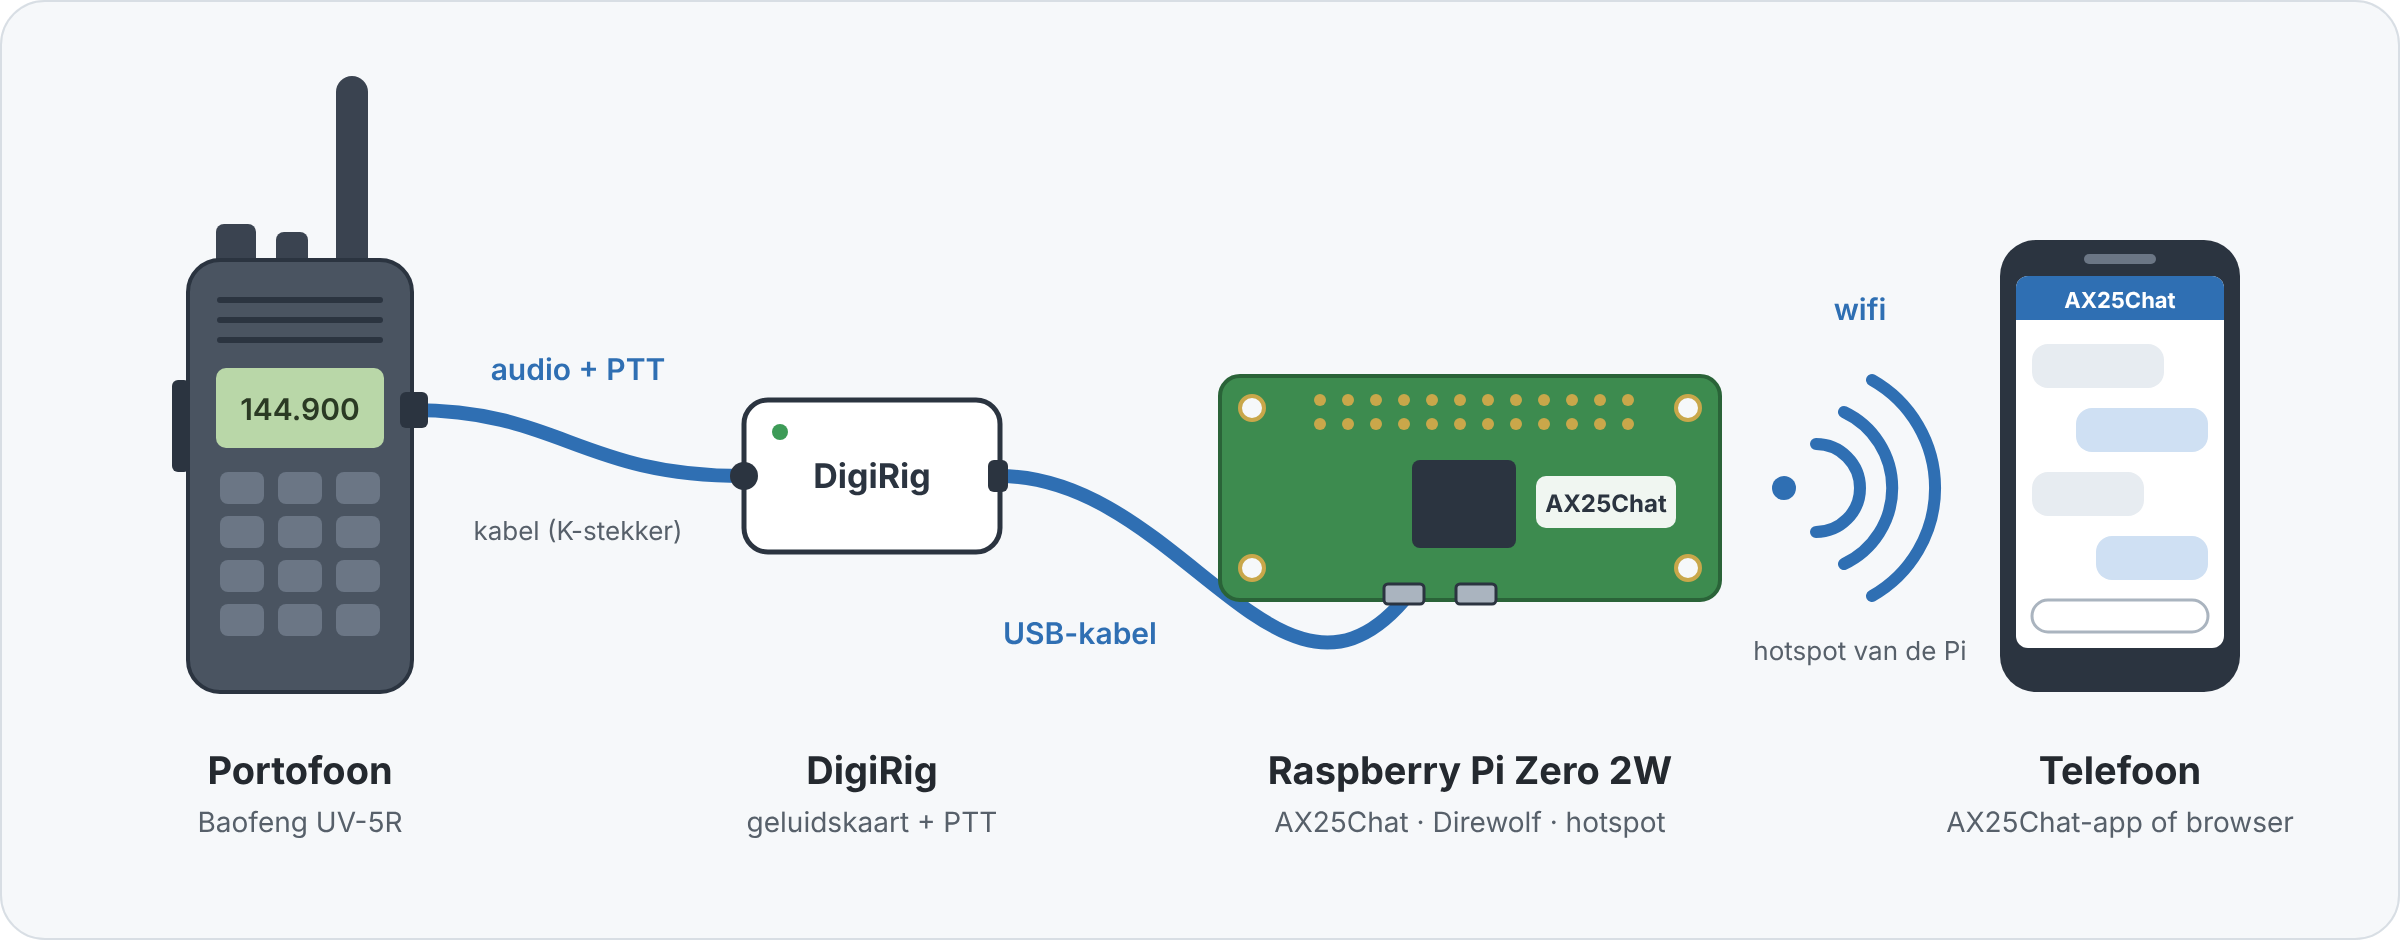 wifi
AX25Chat
audio + PTT
144.900
DigiRig
AX25Chat
kabel (K-stekker)
USB-kabel
hotspot van de Pi
Portofoon
Baofeng UV-5R
DigiRig
geluidskaart + PTT
Raspberry Pi Zero 2W
AX25Chat · Direwolf · hotspot
Telefoon
AX25Chat-app of browser